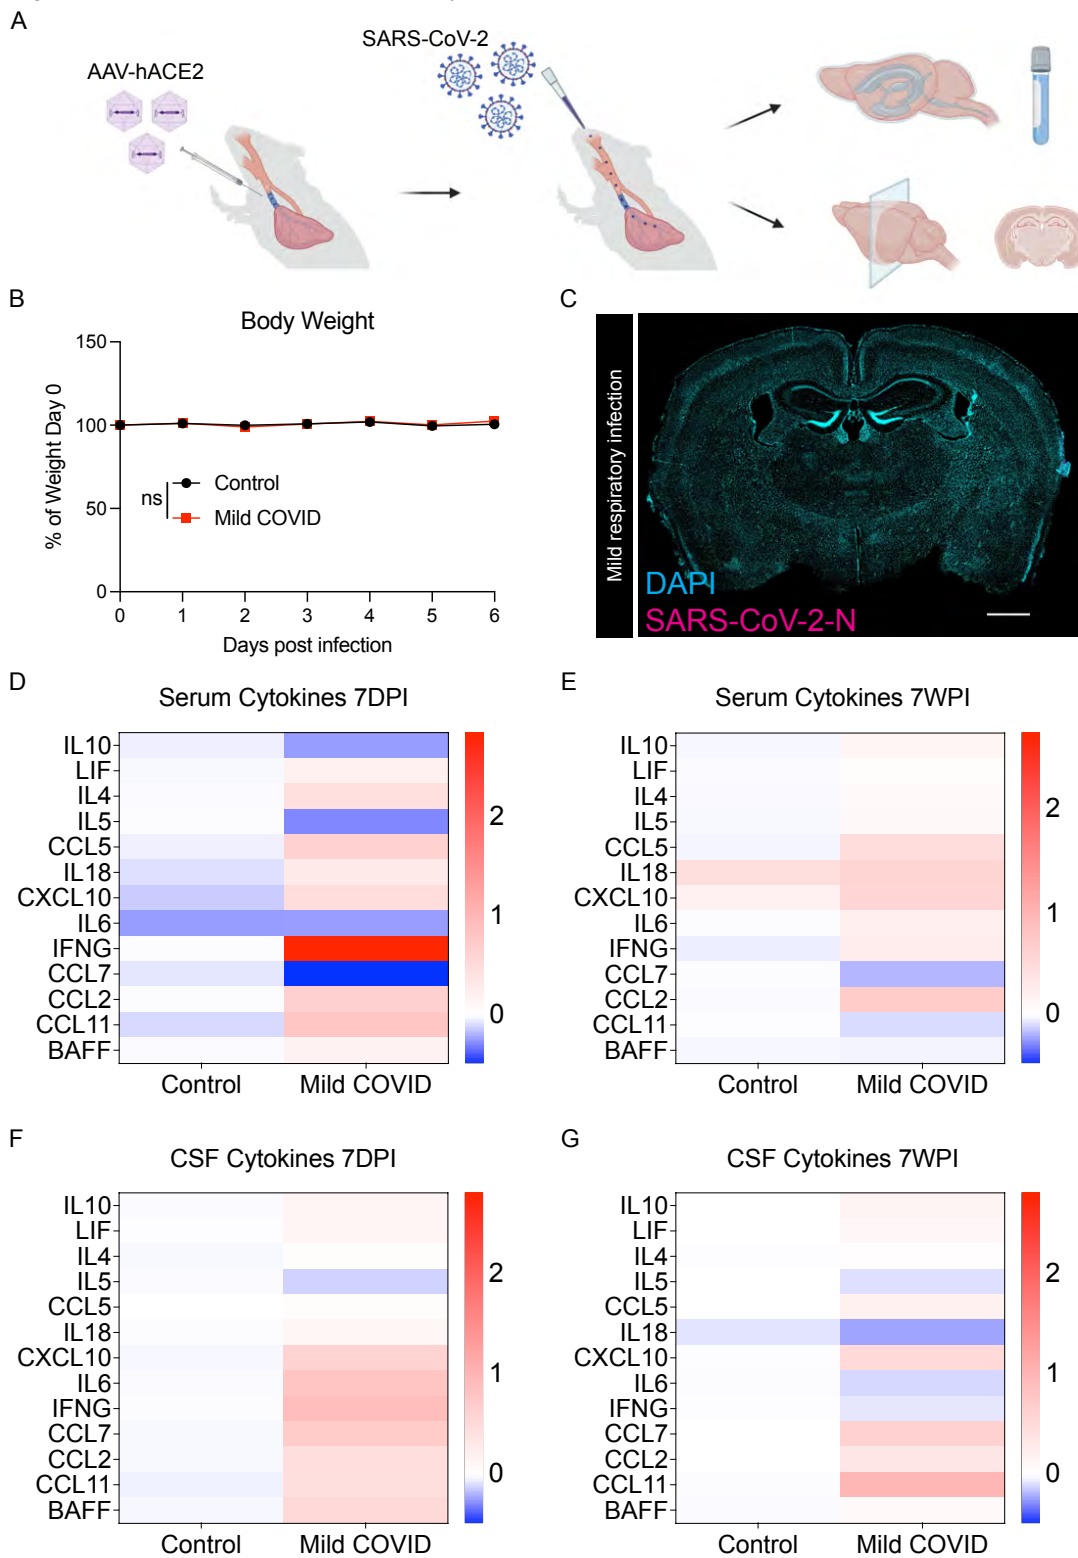 A
AAV-hACE2
SARS-CoV-2
B
Body Weight
% of Weight Day 0
150
100
50
0
ns
Control
Mild COVID
0 1 2 3 4 5 6
Days post infection
C
Mild respiratory infection
DAPI
SARS-CoV-2-N
D
Serum Cytokines 7DPI
IL10
LIF
IL4
IL5
CCL5
IL18
CXCL10
IL6
IFNG
CCL7
CCL2
CCL11
BAFF
Control Mild COVID
2
1
0
E
Serum Cytokines 7WPI
IL10
LIF
IL4
IL5
CCL5
IL18
CXCL10
IL6
IFNG
CCL7
CCL2
CCL11
BAFF
Control Mild COVID
2
1
0
F
CSF Cytokines 7DPI
IL10
LIF
IL4
IL5
CCL5
IL18
CXCL10
IL6
IFNG
CCL7
CCL2
CCL11
BAFF
Control Mild COVID
2
1
0
G
CSF Cytokines 7WPI
IL10
LIF
IL4
IL5
CCL5
IL18
CXCL10
IL6
IFNG
CCL7
CCL2
CCL11
BAFF
Control Mild COVID
2
1
0